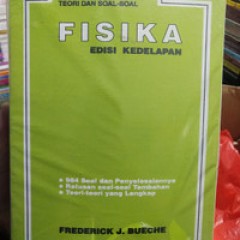 TEORI DAN SOAL-SOAL
FISIKA
EDISI KEDELAPAN
• 684 Soal dan Penyelesaiannya
• Ratusan soal-soal Tambahan
• Teori-teori yang Lengkap
FREDERICK J. BUECHE